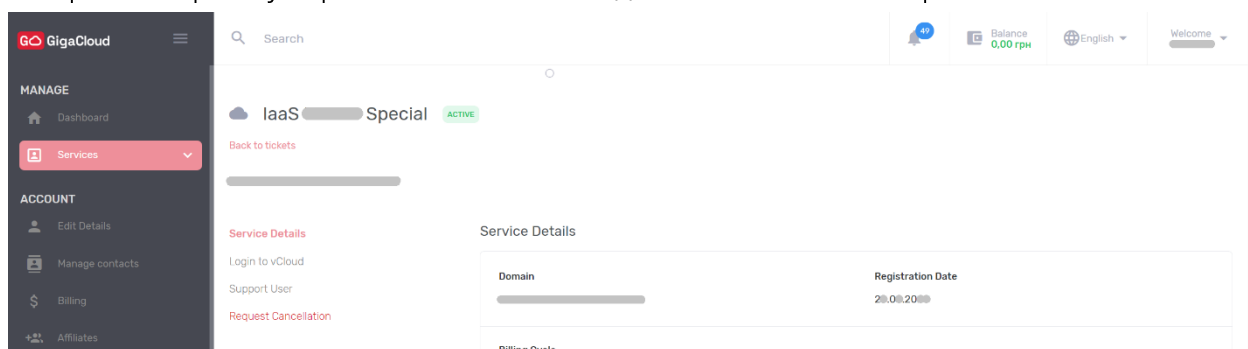 GigaCloud
Search
49
Balance
0,00 грн
English
Welcome
MANAGE
Dashboard
Services
ACCOUNT
Edit Details
Manage contacts
Billing
Affiliates
IaaS Special ACTIVE
Back to tickets
Service Details
Login to vCloud
Support User
Request Cancellation
Service Details
Domain
Registration Date